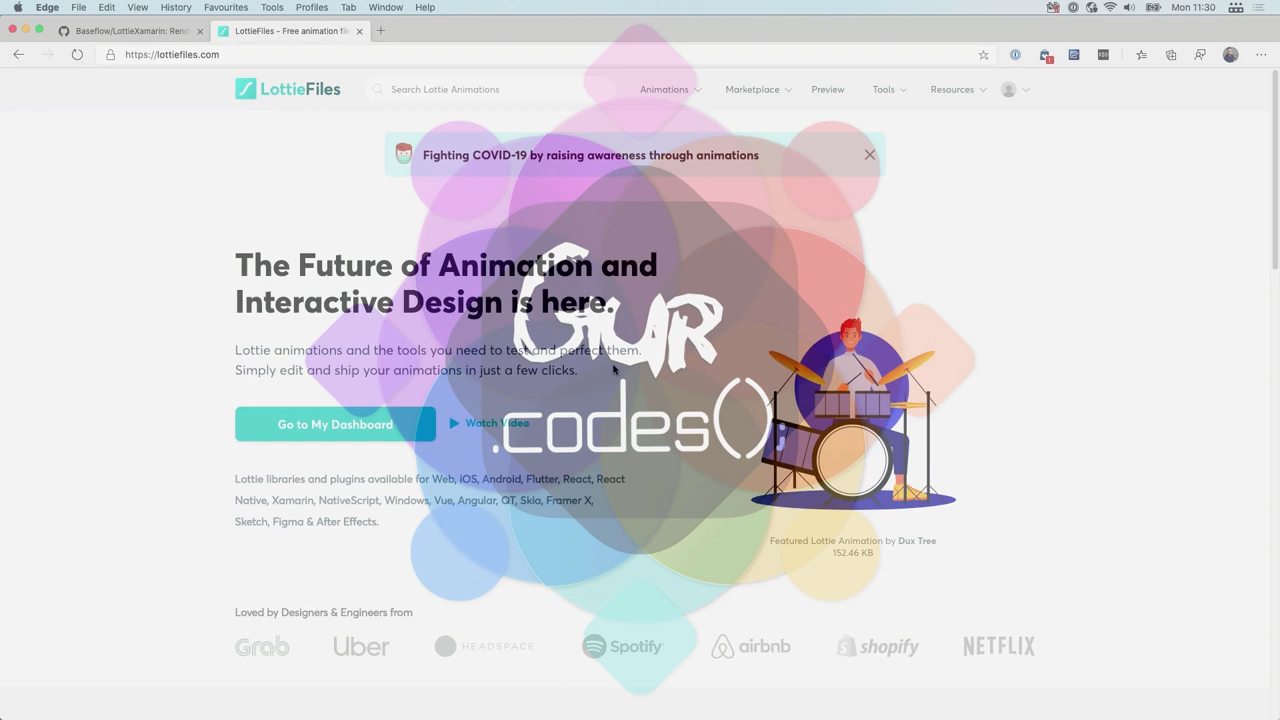 Edge File Edit View History Favourites Tools Profiles Tab Window Help Mon 11:30
Baseflow/LottieXamarin: Rend
LottieFiles - Free animation file
https://lottiefiles.com
LottieFiles
Search Lottie Animations
Animations
Marketplace
Preview
Tools
Resources
Fighting COVID-19 by raising awareness through animations
The Future of Animation and
Interactive Design is here.
Gur
.codes()
Lottie animations and the tools you need to test and perfect them.
Simply edit and ship your animations in just a few clicks.
Go to My Dashboard
Watch Video
Lottie libraries and plugins available for Web, iOS, Android, Flutter, React, React
Native, Xamarin, NativeScript, Windows, Vue, Angular, QT, Skia, Framer X,
Sketch, Figma & After Effects.
Featured Lottie Animation by Dux Tree
152.46 KB
Loved by Designers & Engineers from
Grab
Uber
HEADSPACE
Spotify
airbnb
shopify
NETFLIX